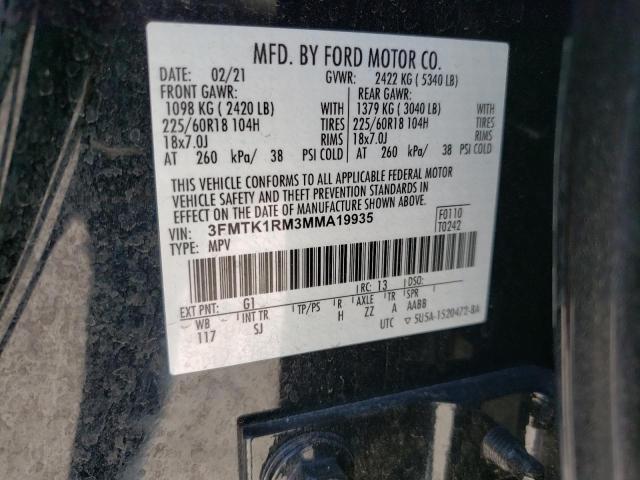 MFD. BY FORD MOTOR CO.
DATE: 02/21 GVWR: 2422 KG ( 5340 LB)
FRONT GAWR: REAR GAWR:
1098 KG ( 2420 LB) WITH 1379 KG ( 3040 LB) WITH
225/60R18 104H TIRES 225/60R18 104H TIRES
18x7.0J RIMS 18x7.0J RIMS
AT 260 kPa/ 38 PSI COLD AT 260 kPa/ 38 PSI COLD
THIS VEHICLE CONFORMS TO ALL APPLICABLE FEDERAL MOTOR
VEHICLE SAFETY AND THEFT PREVENTION STANDARDS IN
EFFECT ON THE DATE OF MANUFACTURE SHOWN ABOVE.
VIN: 3FMTK1RM3MMA19935 F0110
TYPE: MPV T0242
RC: 13 DSO:
EXT PNT: G1
WB INT TR TP/PS R AXLE TR SPR
117 SJ H ZZ A AABB
UTC ▽ 5U5A-1520472-BA